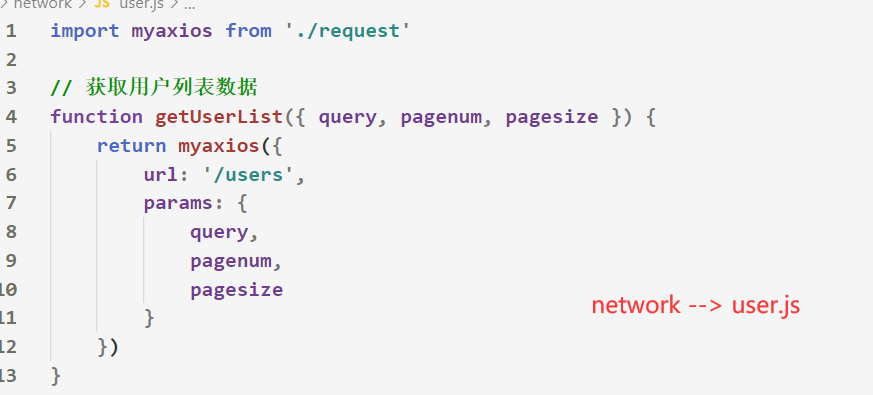 > network > JS user.js > ...
1 import myaxios from './request'
2
3 // 获取用户列表数据
4 function getUserList({ query, pagenum, pagesize }) {
5 return myaxios({
6 url: '/users',
7 params: {
8 query,
9 pagenum,
10 pagesize
11 }
12 })
13 }
network --> user.js